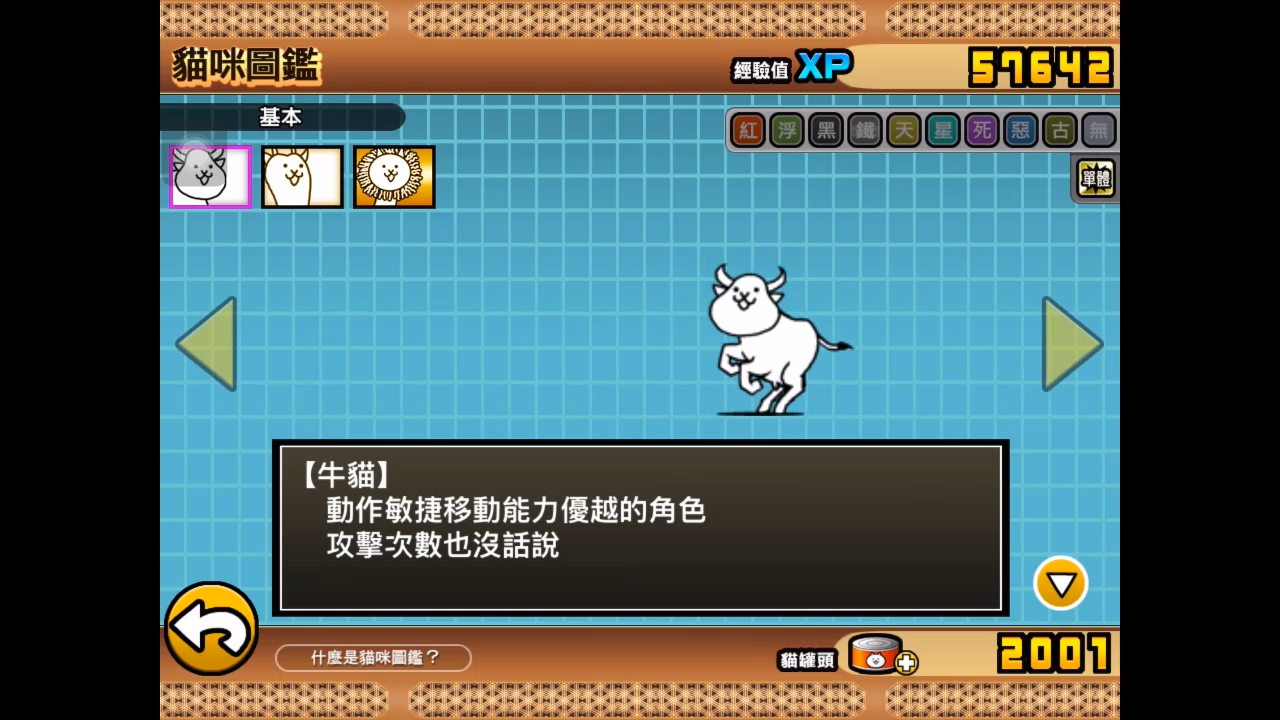 貓咪圖鑑
經驗值 XP 57642
基本
紅 浮 黑 鐵 天 星 死 惡 古 無
單體
【牛貓】
動作敏捷移動能力優越的角色
攻擊次數也沒話說
什麼是貓咪圖鑑？
貓罐頭 2001